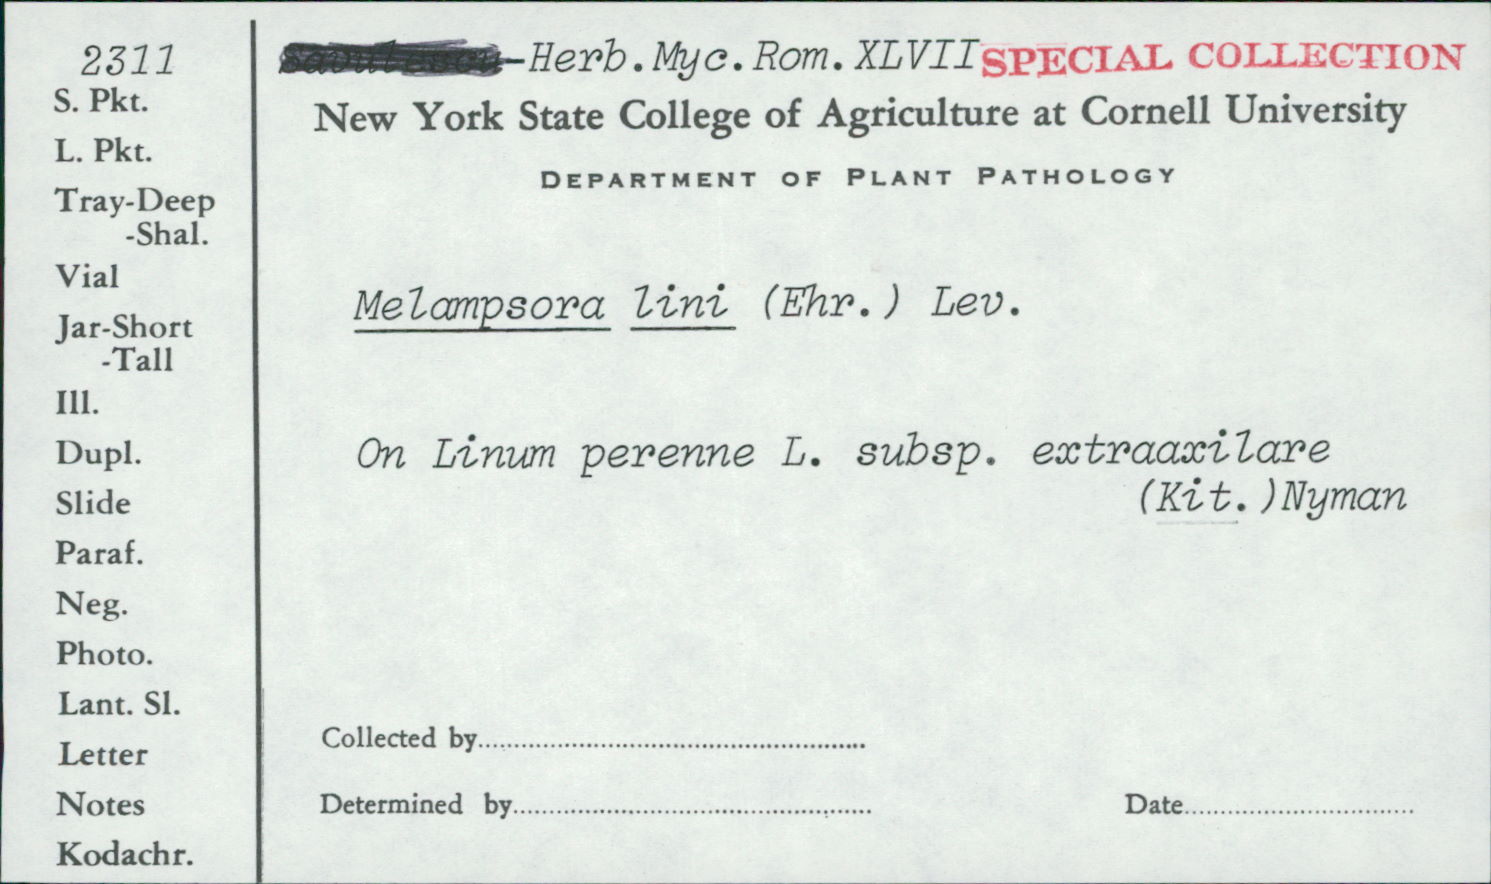 2311
-Herb.Myc.Rom. XLVII SPECIAL COLLECTION
New York State College of Agriculture at Cornell University
DEPARTMENT OF PLANT PATHOLOGY
S. Pkt.
L. Pkt.
Tray-Deep
-Shal.
Vial
Jar-Short
-Tall
Ill.
Dupl.
Slide
Paraf.
Neg.
Photo.
Lant. Sl.
Letter
Notes
Kodachr.
Melampsora lini (Ehr.) Lev.
On Linum perenne L. subsp. extraaxilare
(Kit.)Nyman
Collected by
Determined by
Date